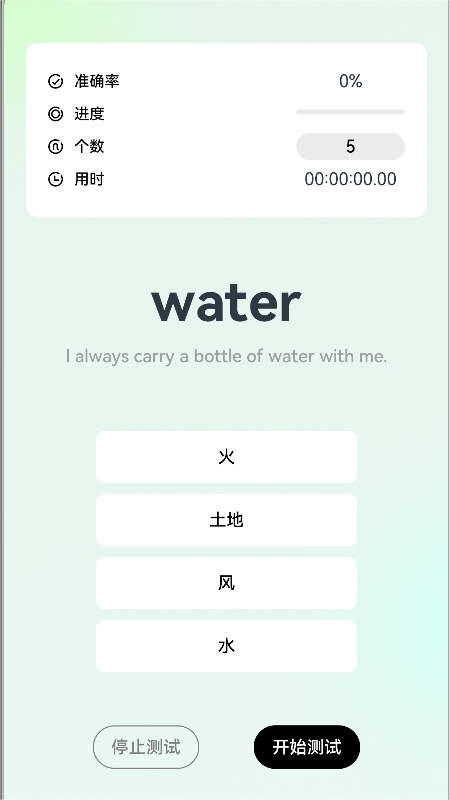 准确率 0%
进度
个数 5
用时 00:00:00.00
water
I always carry a bottle of water with me.
火
土地
风
水
停止测试 开始测试